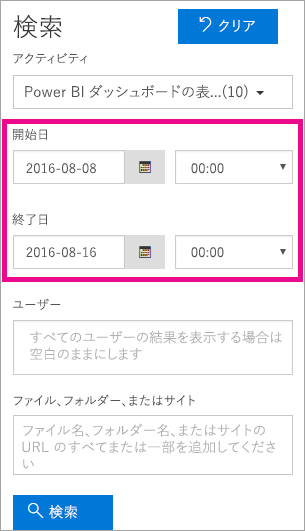 検索
クリア
アクティビティ
Power BI ダッシュボードの表...(10)
開始日
2016-08-08
00:00
終了日
2016-08-16
00:00
ユーザー
すべてのユーザーの結果を表示する場合は
空白のままにします
ファイル、フォルダー、またはサイト
ファイル名、フォルダー名、またはサイトの
URL のすべてまたは一部を追加してくださ
い
検索